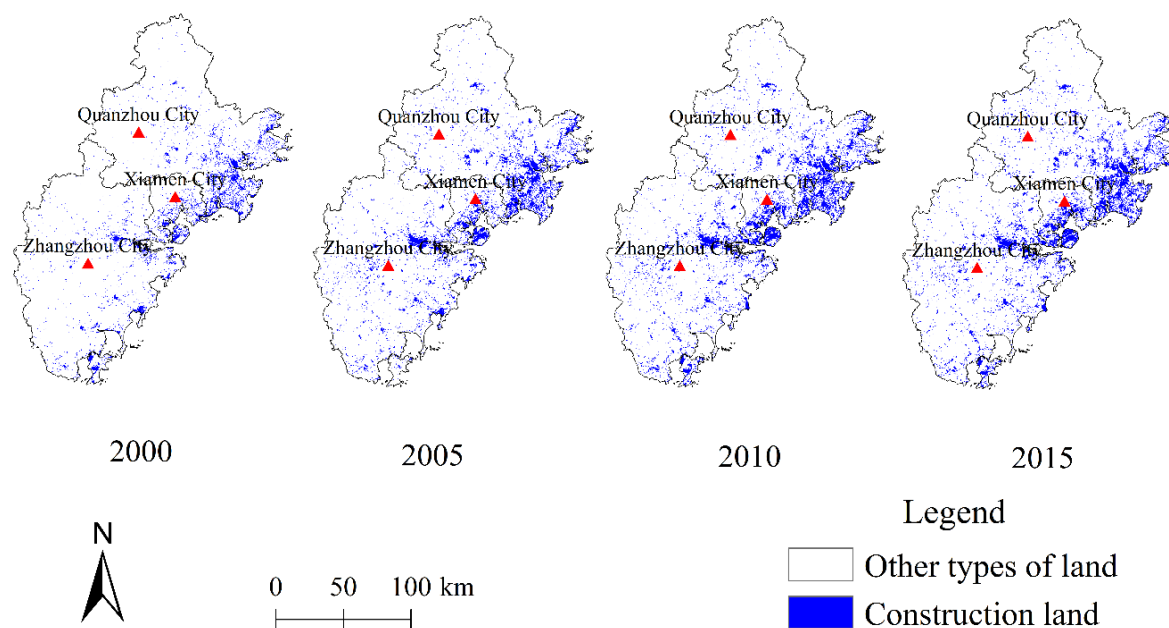 Quanzhou City
Xiamen City
Zhangzhou City
Quanzhou City
Xiamen City
Zhangzhou City
Quanzhou City
Xiamen City
Zhangzhou City
Quanzhou City
Xiamen City
Zhangzhou City
2000
2005
2010
2015
N
0 50 100 km
Legend
Other types of land
Construction land